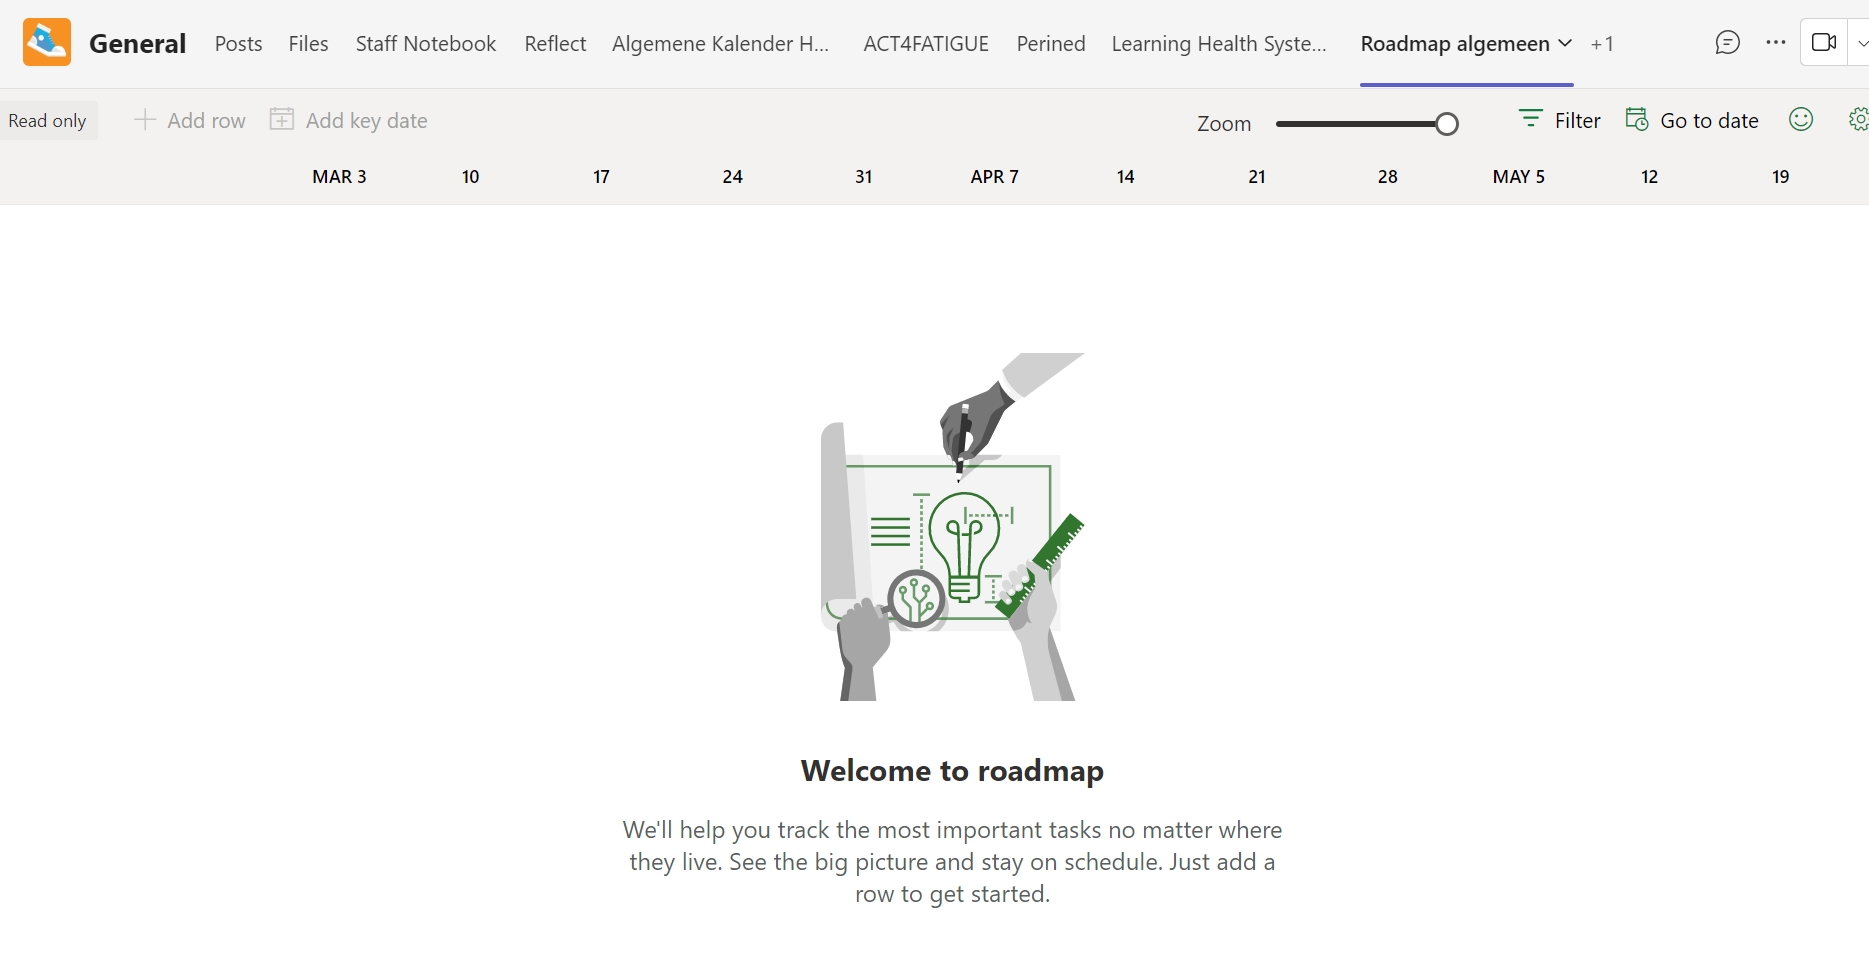 General Posts Files Staff Notebook Reflect Algemene Kalender H... ACT4FATIGUE Perined Learning Health Syste... Roadmap algemeen +1
Read only Add row Add key date Zoom Filter Go to date
MAR 3 10 17 24 31 APR 7 14 21 28 MAY 5 12 19
Welcome to roadmap
We'll help you track the most important tasks no matter where
they live. See the big picture and stay on schedule. Just add a
row to get started.